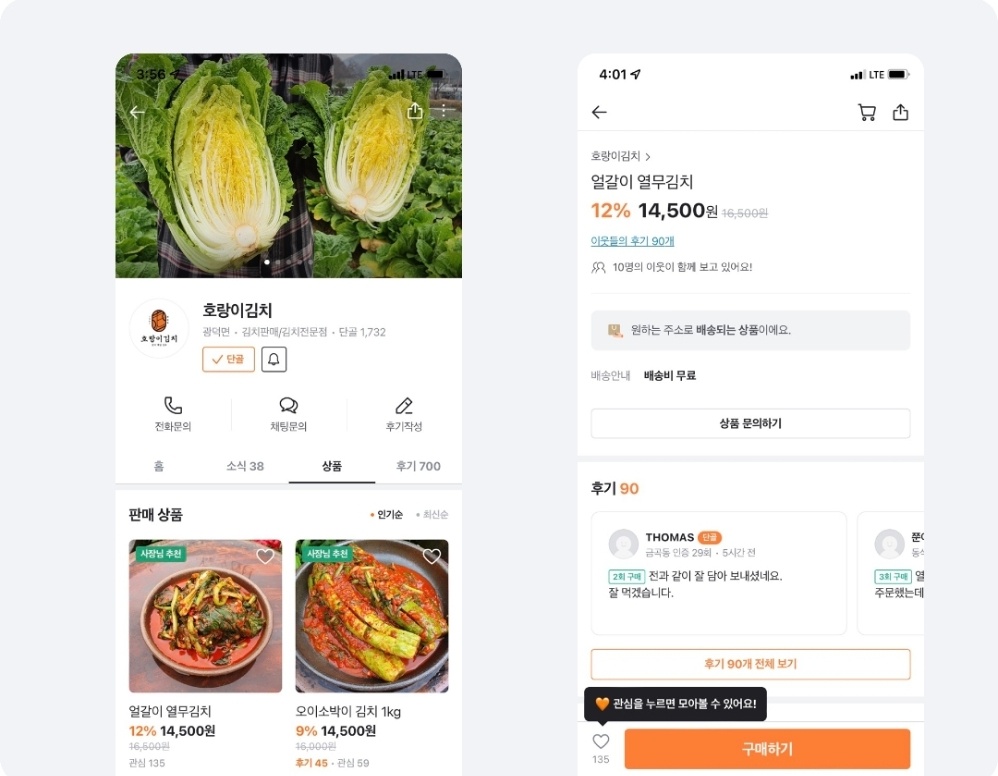 3:56
LTE
호랑이김치
호랑이김치
광덕면 · 김치판매/김치전문점 · 단골 1,732
단골
전화문의
채팅문의
후기작성
홈
소식 38
상품
후기 700
판매 상품
• 인기순
• 최신순
사장님 추천
얼갈이 열무김치
12% 14,500원
16,500원
관심 135
사장님 추천
오이소박이 김치 1kg
9% 14,500원
16,000원
후기 45 · 관심 59
4:01
LTE
호랑이김치 >
얼갈이 열무김치
12% 14,500원 16,500원
이웃들의 후기 90개
10명의 이웃이 함께 보고 있어요!
원하는 주소로 배송되는 상품이에요.
배송안내 배송비 무료
상품 문의하기
후기 90
THOMAS 단골
금곡동 인증 29회 · 5시간 전
2회 구매 전과 같이 잘 담아 보내셨네요.
잘 먹겠습니다.
3회 구매
주문했는데
후기 90개 전체 보기
🧡 관심을 누르면 모아볼 수 있어요!
135
구매하기